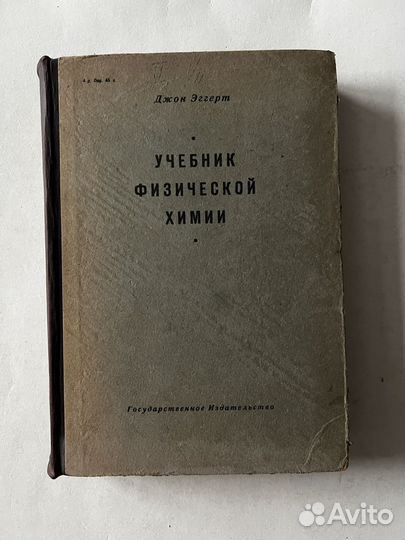 Джон Эггерт
УЧЕБНИК
ФИЗИЧЕСКОЙ
ХИМИИ
Государственное Издательство
Avito